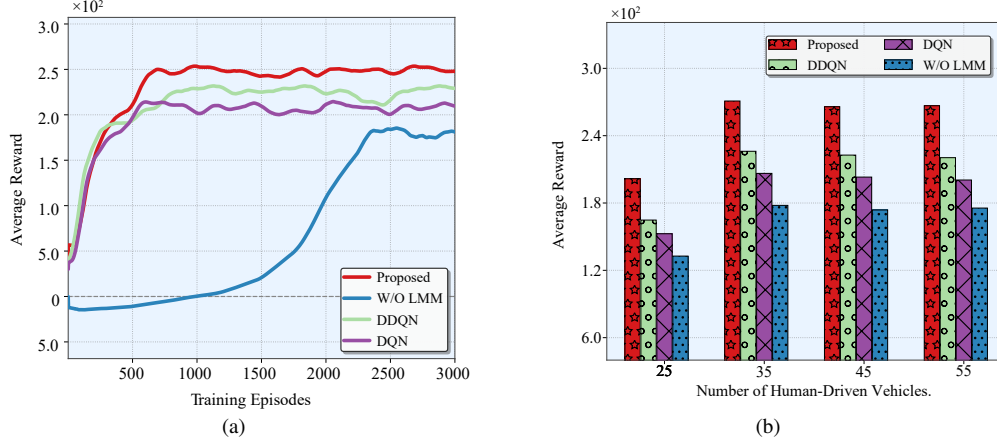 ×10²
3.0
2.5
2.0
1.5
1.0
5.0
0
5.0
Average Reward
Proposed
W/O LMM
DDQN
DQN
500 1000 1500 2000 2500 3000
Training Episodes
(a)
×10²
3.0
2.4
1.8
1.2
6.0
Average Reward
Proposed DQN
DDQN W/O LMM
25 35 45 55
Number of Human-Driven Vehicles.
(b)